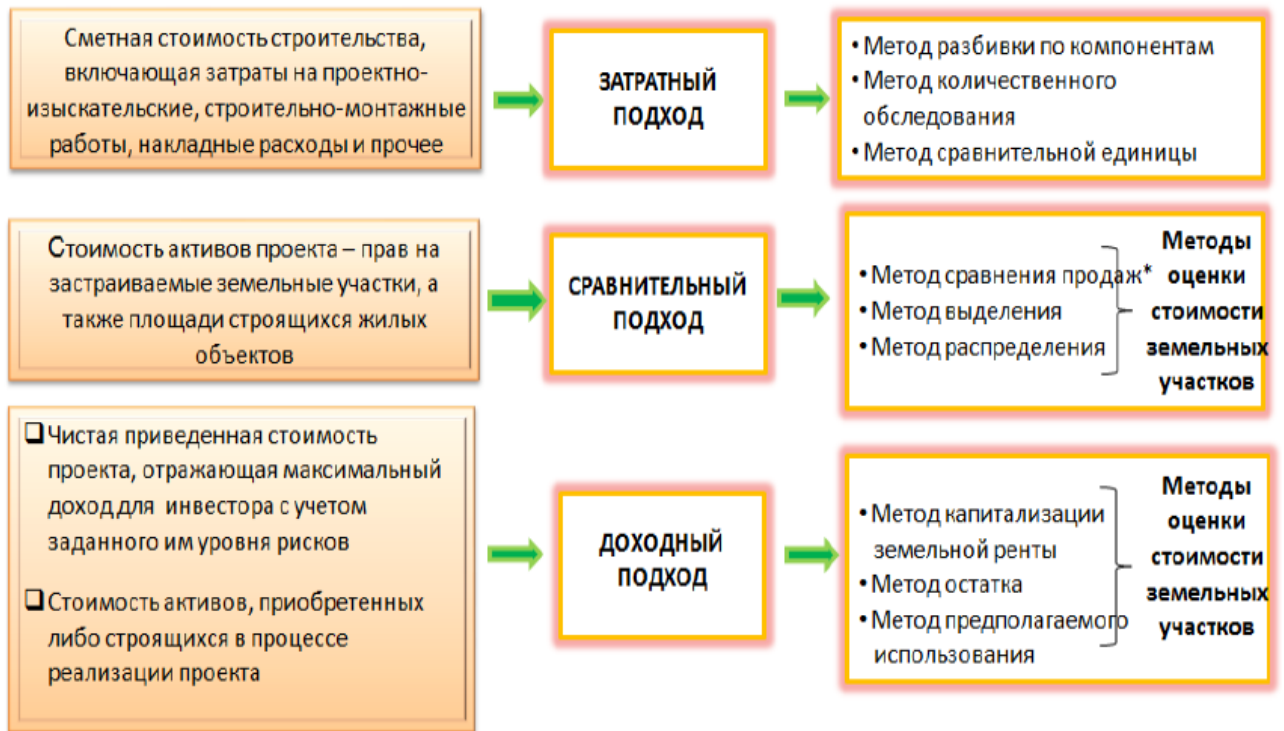 Сметная стоимость строительства,
включающая затраты на проектно-
изыскательские, строительно-монтажные
работы, накладные расходы и прочее
ЗАТРАТНЫЙ
ПОДХОД
• Метод разбивки по компонентам
• Метод количественного
обследования
• Метод сравнительной единицы
Стоимость активов проекта – прав на
застраиваемые земельные участки, а
также площади строящихся жилых
объектов
СРАВНИТЕЛЬНЫЙ
ПОДХОД
• Метод сравнения продаж*
• Метод выделения
• Метод распределения
Методы
оценки
стоимости
земельных
участков
Чистая приведенная стоимость
проекта, отражающая максимальный
доход для инвестора с учетом
заданного им уровня рисков
Стоимость активов, приобретенных
либо строящихся в процессе
реализации проекта
ДОХОДНЫЙ
ПОДХОД
• Метод капитализации
земельной ренты
• Метод остатка
• Метод предполагаемого
использования
Методы
оценки
стоимости
земельных
участков